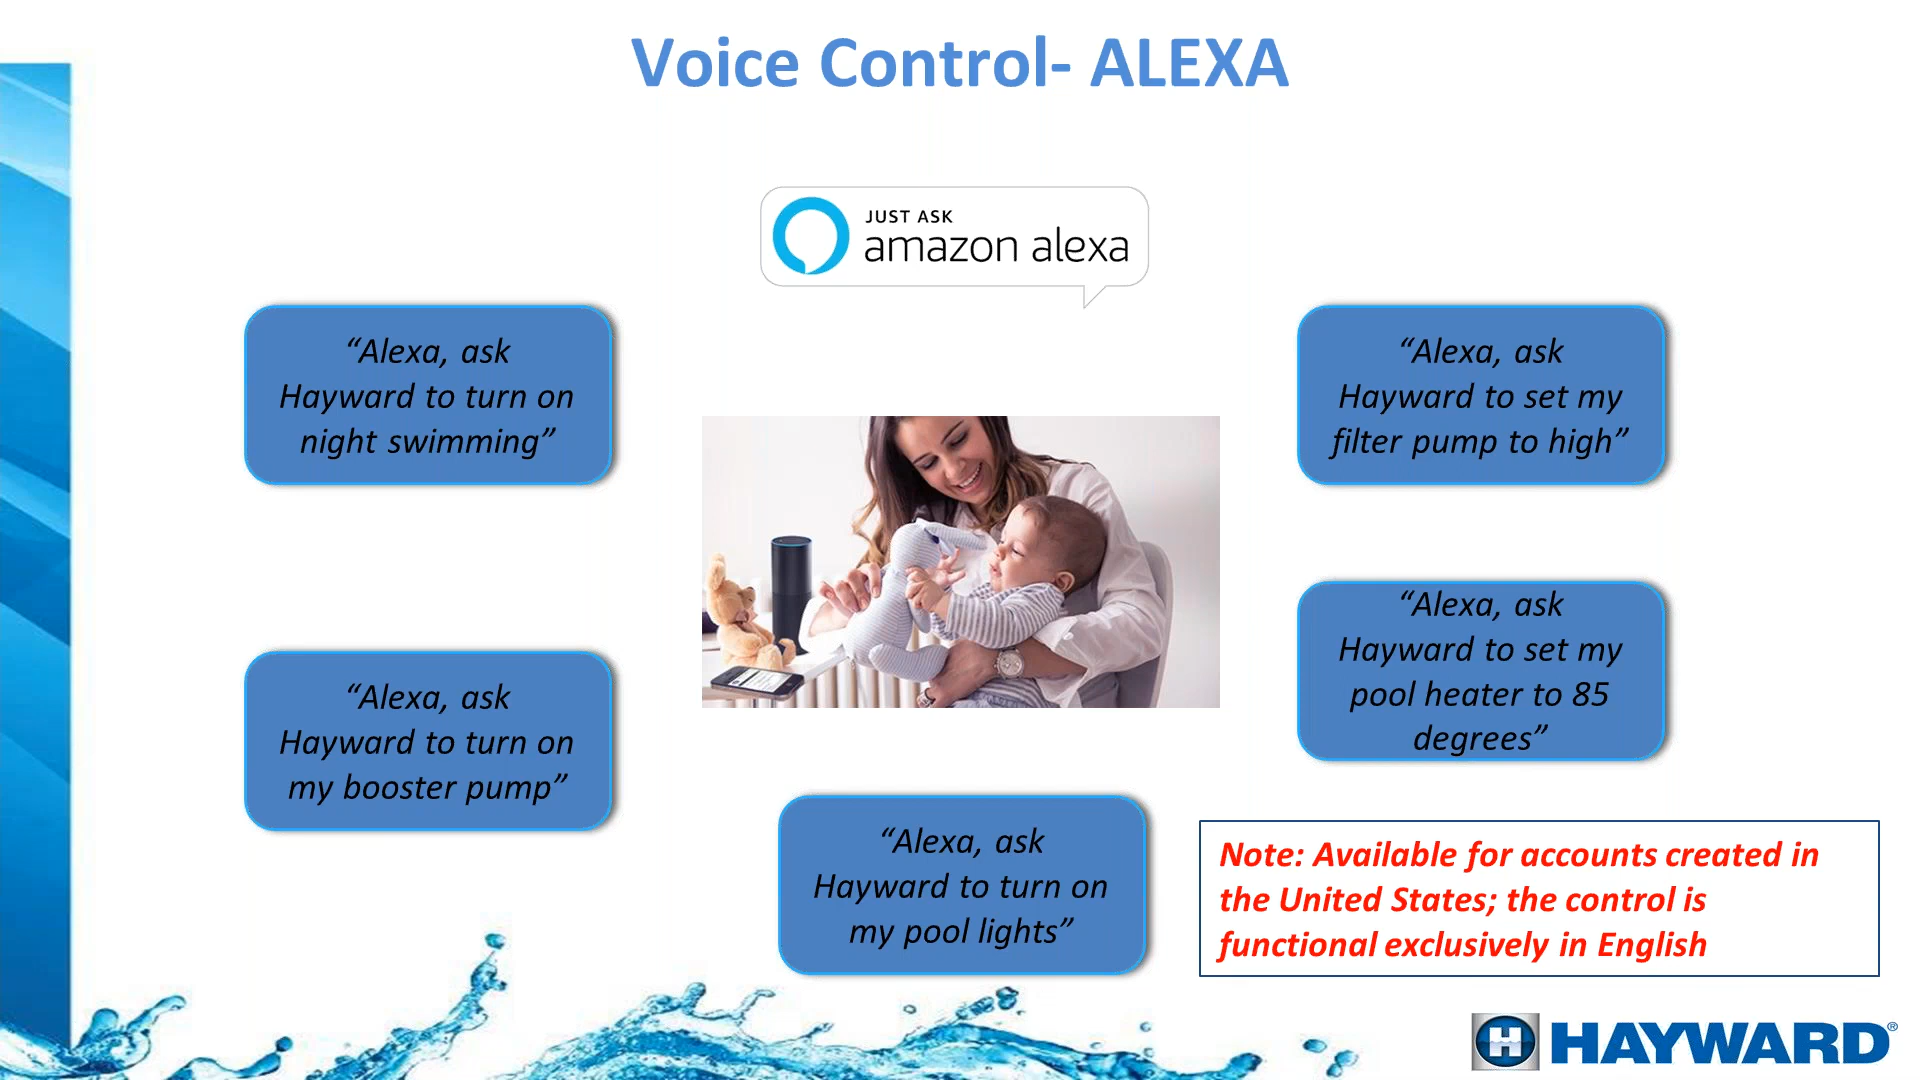 Voice Control- ALEXA
JUST ASK
amazon alexa
“Alexa, ask
Hayward to turn on
night swimming”
“Alexa, ask
Hayward to set my
filter pump to high”
“Alexa, ask
Hayward to turn on
my booster pump”
“Alexa, ask
Hayward to set my
pool heater to 85
degrees”
“Alexa, ask
Hayward to turn on
my pool lights”
Note: Available for accounts created in
the United States; the control is
functional exclusively in English
H HAYWARD®